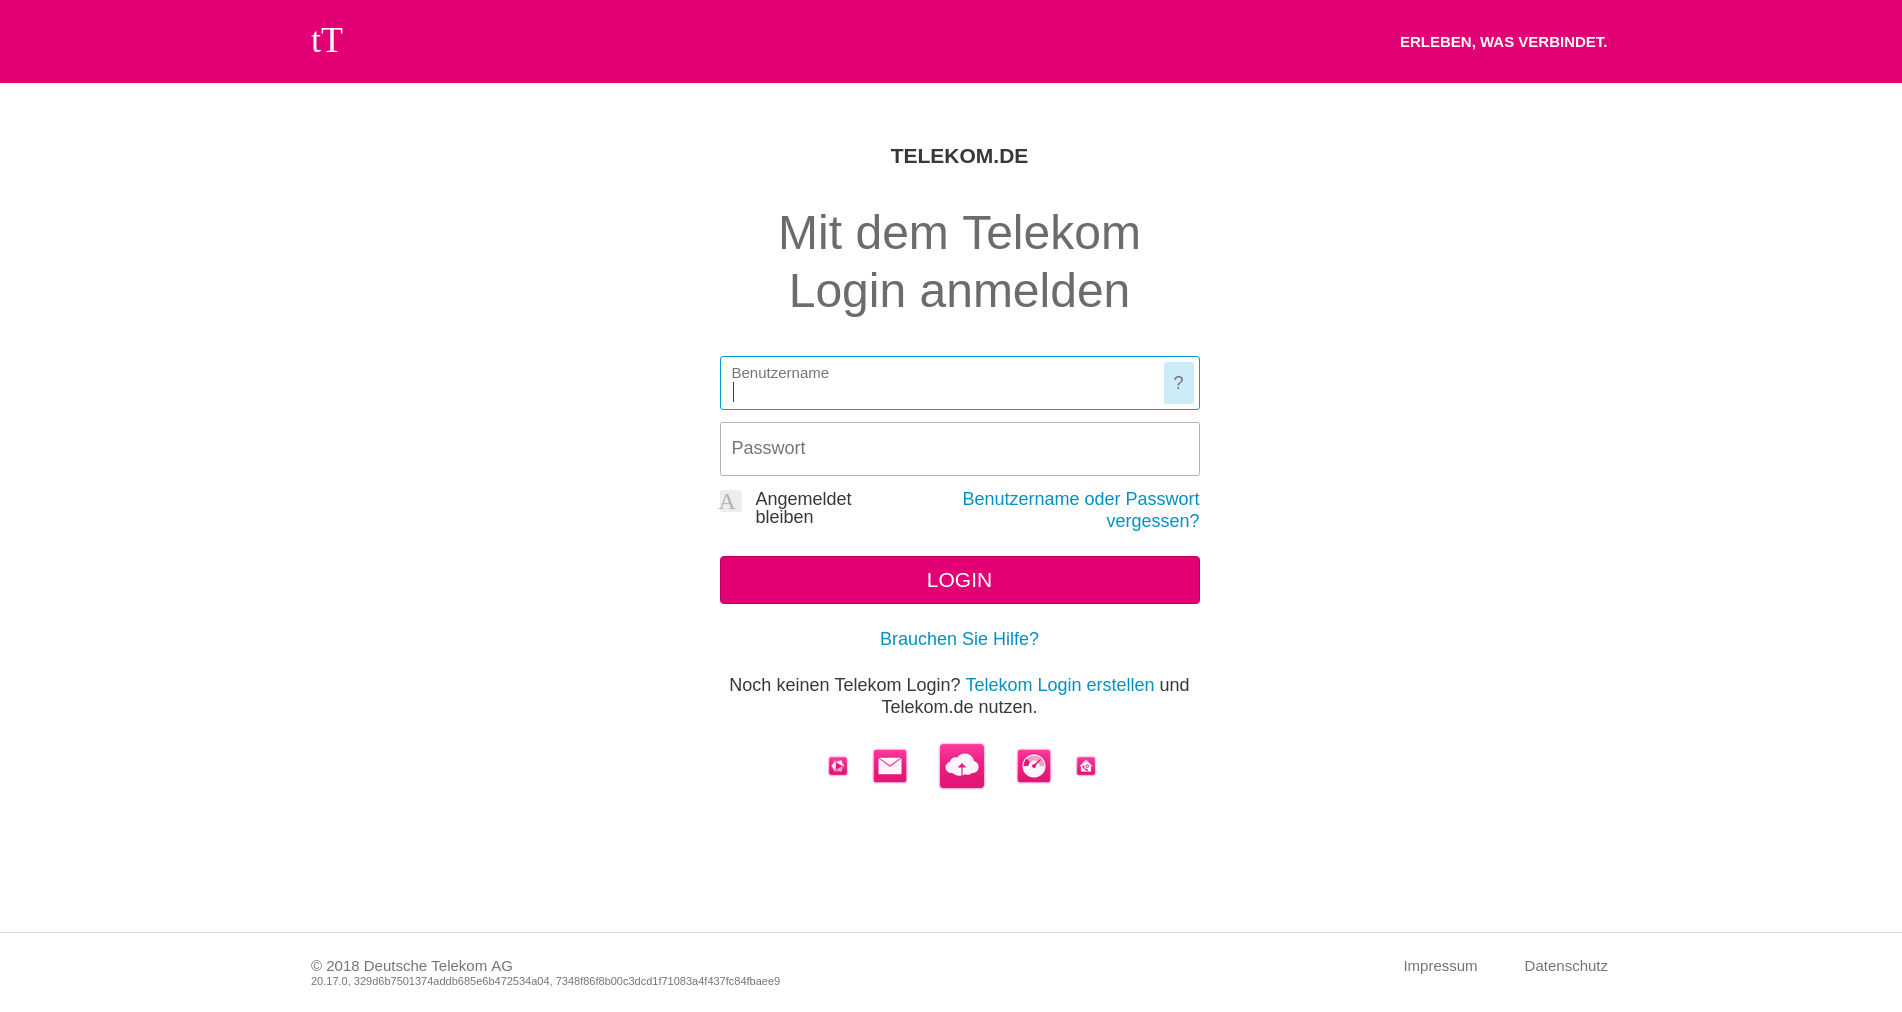 tT
ERLEBEN, WAS VERBINDET.
TELEKOM.DE
Mit dem Telekom
Login anmelden
Benutzername
?
Passwort
A
Angemeldet
bleiben
Benutzername oder Passwort
vergessen?
LOGIN
Brauchen Sie Hilfe?
Noch keinen Telekom Login? Telekom Login erstellen und
Telekom.de nutzen.
© 2018 Deutsche Telekom AG
20.17.0, 329d6b7501374addb685e6b472534a04, 7348f86f8b00c3dcd1f71083a4f437fc84fbaee9
Impressum
Datenschutz